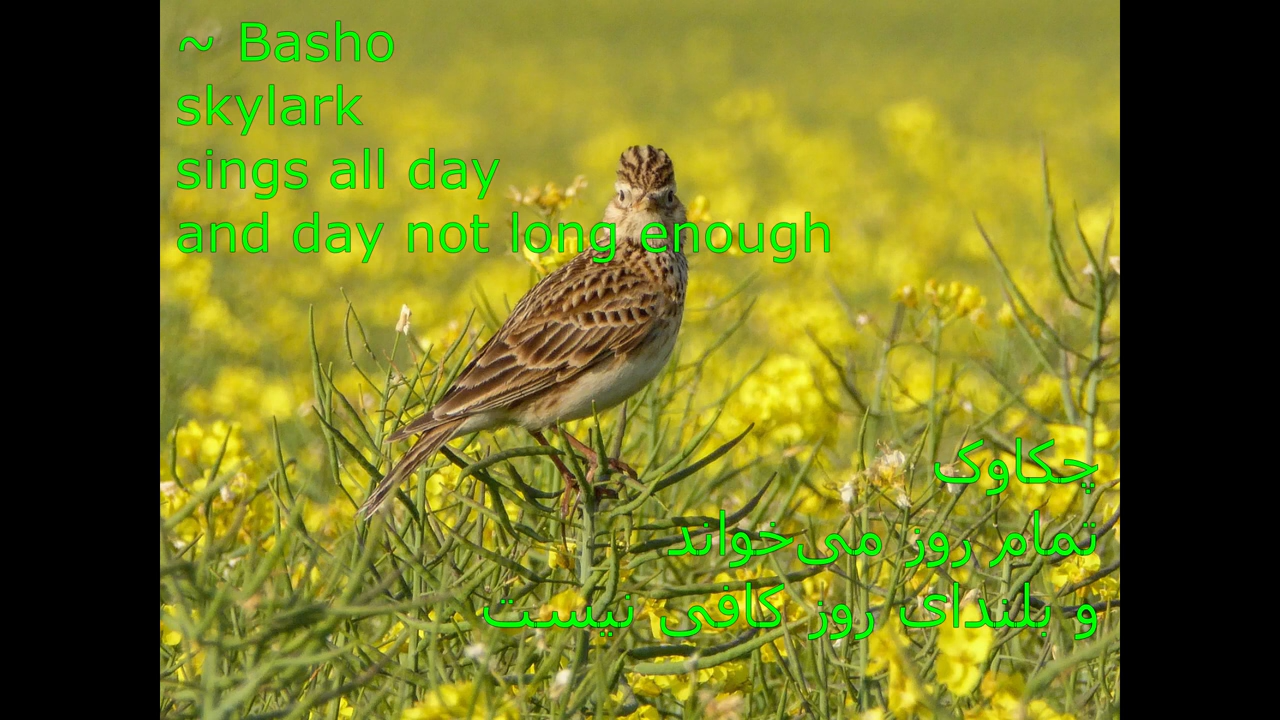 ~ Basho
skylark
sings all day
and day not long enough
چکاوک
تمام روز می‌خواند
و بلندای روز کافی نیست